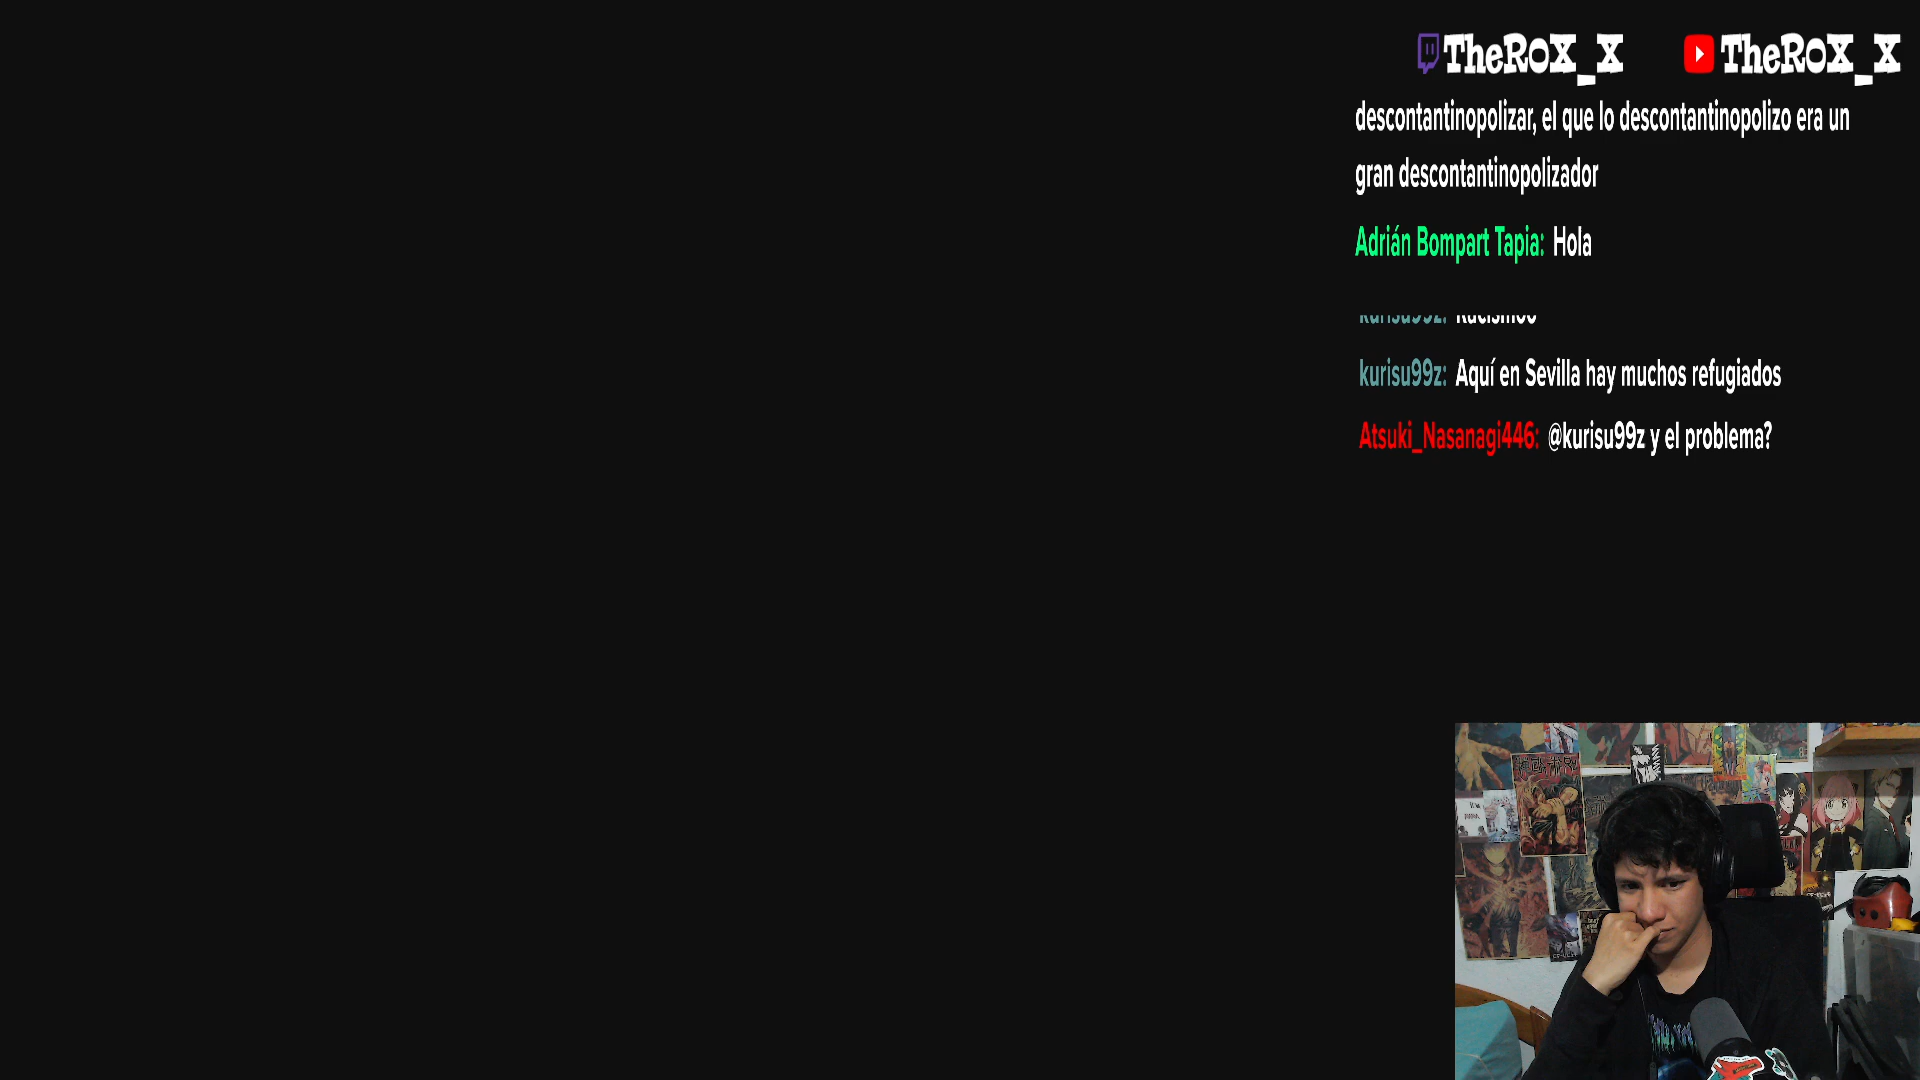 TheRoX_X TheRoX_X
descontantinopolizar, el que lo descontantinopolizo era un
gran descontantinopolizador
Adrián Bompart Tapia: Hola
kurisu99z: Aquí en Sevilla hay muchos refugiados
Atsuki_Nasanagi446: @kurisu99z y el problema?